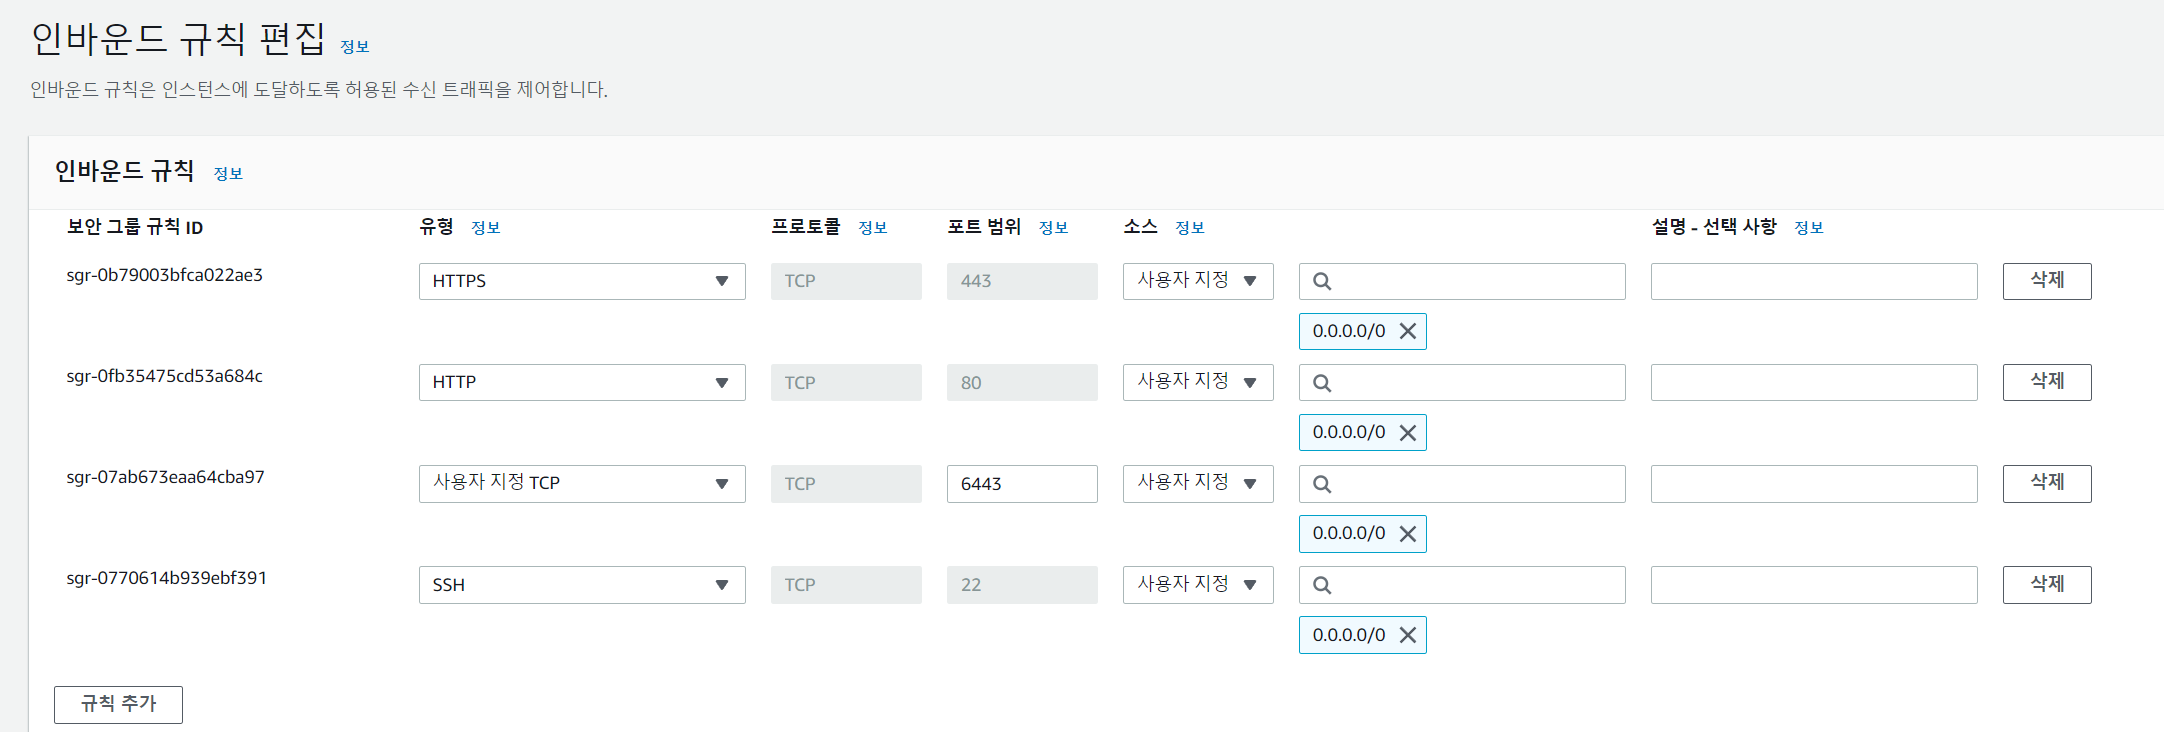 인바운드 규칙 편집 정보
인바운드 규칙은 인스턴스에 도달하도록 허용된 수신 트래픽을 제어합니다.
인바운드 규칙 정보
보안 그룹 규칙 ID 유형 정보 프로토콜 정보 포트 범위 정보 소스 정보 설명 - 선택 사항 정보
sgr-0b79003bfca022ae3 HTTPS TCP 443 사용자 지정 삭제
0.0.0.0/0
sgr-0fb35475cd53a684c HTTP TCP 80 사용자 지정 삭제
0.0.0.0/0
sgr-07ab673eaa64cba97 사용자 지정 TCP TCP 6443 사용자 지정 삭제
0.0.0.0/0
sgr-0770614b939ebf391 SSH TCP 22 사용자 지정 삭제
0.0.0.0/0
규칙 추가